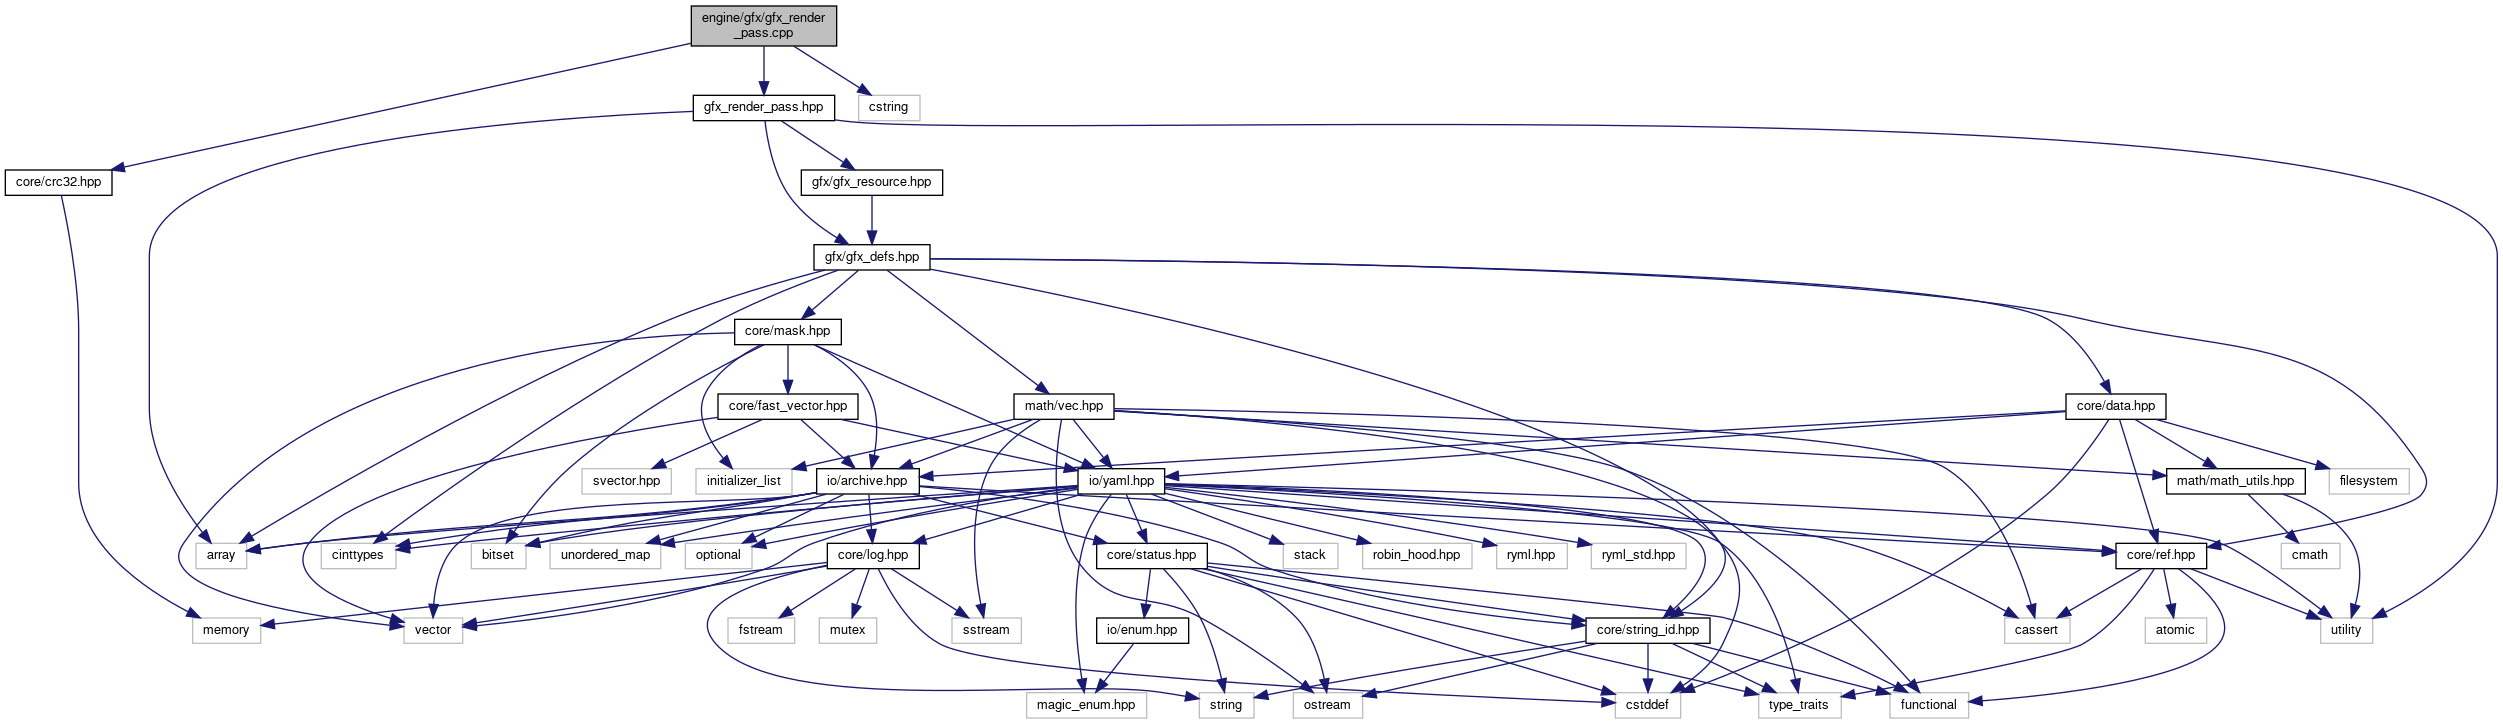 engine/gfx/gfx_render
_pass.cpp
gfx_render_pass.hpp
cstring
core/crc32.hpp
gfx/gfx_resource.hpp
gfx/gfx_defs.hpp
core/mask.hpp
core/fast_vector.hpp
math/vec.hpp
core/data.hpp
svector.hpp
initializer_list
io/archive.hpp
io/yaml.hpp
math/math_utils.hpp
filesystem
array
cinttypes
bitset
unordered_map
optional
core/log.hpp
core/status.hpp
stack
robin_hood.hpp
ryml.hpp
ryml_std.hpp
core/ref.hpp
cmath
memory
vector
fstream
mutex
sstream
io/enum.hpp
core/string_id.hpp
cassert
atomic
utility
magic_enum.hpp
string
ostream
cstddef
type_traits
functional